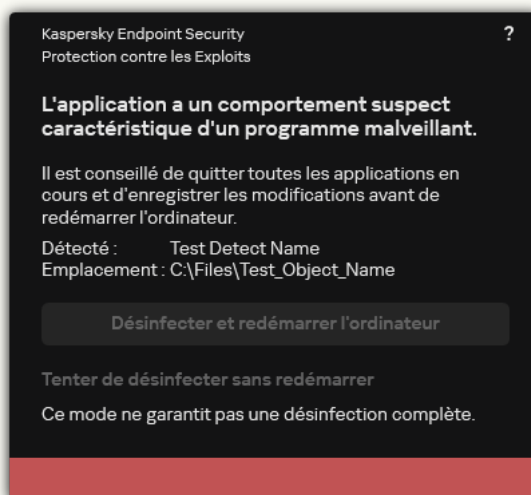 Kaspersky Endpoint Security
?
Protection contre les Exploits
L'application a un comportement suspect
caractéristique d'un programme malveillant.
Il est conseillé de quitter toutes les applications en
cours et d'enregistrer les modifications avant de
redémarrer l'ordinateur.
Détecté : Test Detect Name
Emplacement : C:\Files\Test_Object_Name
Désinfecter et redémarrer l'ordinateur
Tenter de désinfecter sans redémarrer
Ce mode ne garantit pas une désinfection complète.